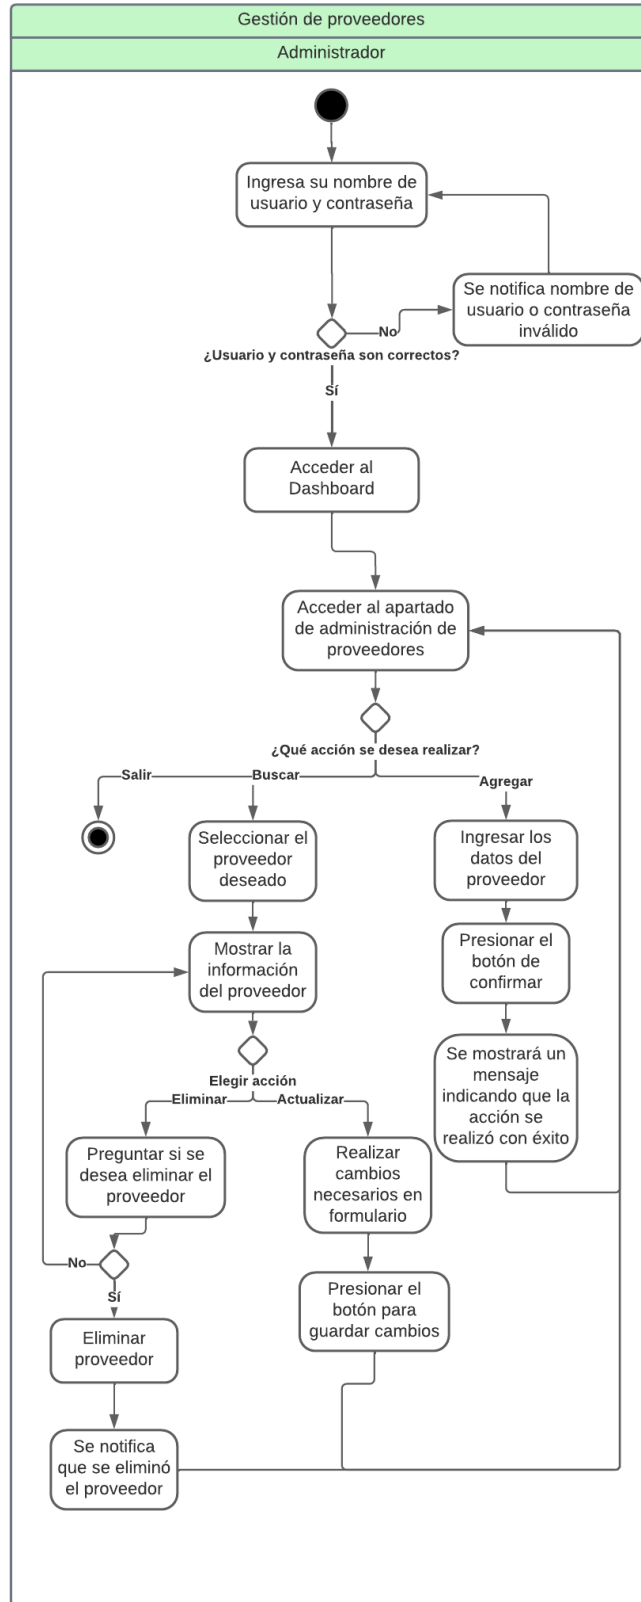 Gestión de proveedores
Administrador
Ingresa su nombre de
usuario y contraseña
Se notifica nombre de
usuario o contraseña
inválido
No
¿Usuario y contraseña son correctos?
Sí
Acceder al
Dashboard
Acceder al apartado
de administración de
proveedores
¿Qué acción se desea realizar?
Salir
Buscar
Agregar
Seleccionar el
proveedor
deseado
Ingresar los
datos del
proveedor
Mostrar la
información
del proveedor
Presionar el
botón de
confirmar
Se mostrará un
mensaje
indicando que la
acción se
realizó con éxito
Elegir acción
Eliminar
Actualizar
Preguntar si se
desea eliminar el
proveedor
Realizar
cambios
necesarios en
formulario
No
Sí
Presionar el
botón para
guardar cambios
Eliminar
proveedor
Se notifica
que se eliminó
el proveedor